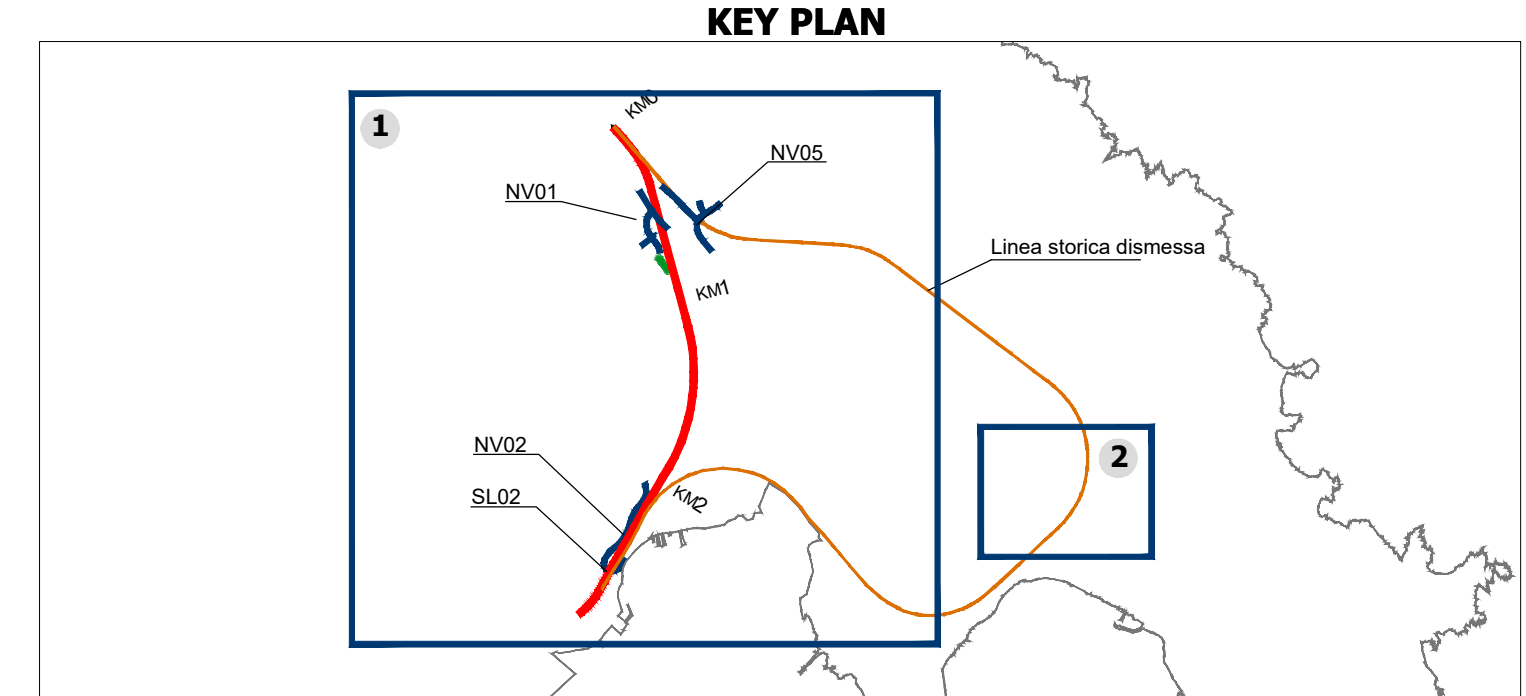 KEY PLAN
1
KM0
NV05
NV01
Linea storica dismessa
KM1
NV02
2
SL02
KM2